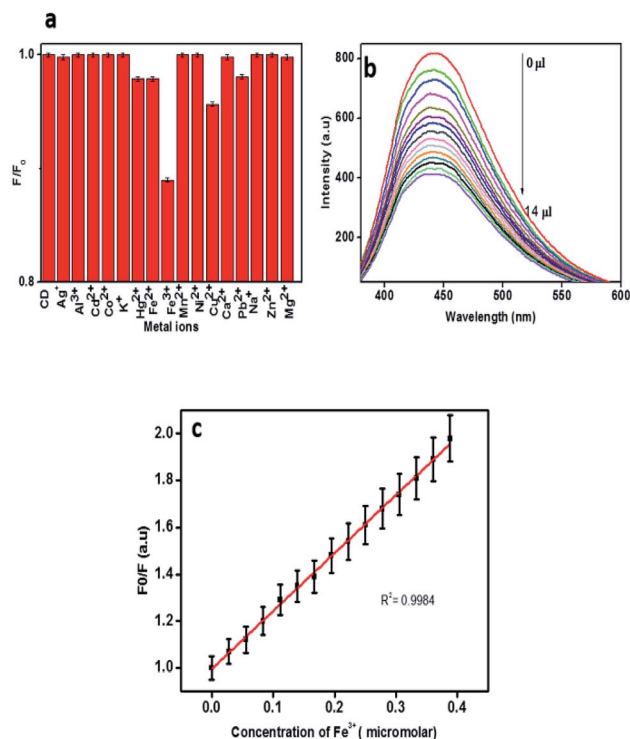 a
1.0
0.8
F/Fo
CD
Ag+
Al3+
Cd2+
Co2+
K+
Hg2+
Fe2+
Fe3+
Mn2+
Ni2+
Cu2+
Ca2+
Pb2+
Na+
Zn2+
Mg2+
Metal ions
b
800
600
400
200
Intensity (a.u)
0 µl
14 µl
400 450 500 550 600
Wavelength (nm)
c
2.0
1.8
1.6
1.4
1.2
1.0
F0/F (a.u)
R2= 0.9984
0.0 0.1 0.2 0.3 0.4
Concentration of Fe3+ ( micromolar)